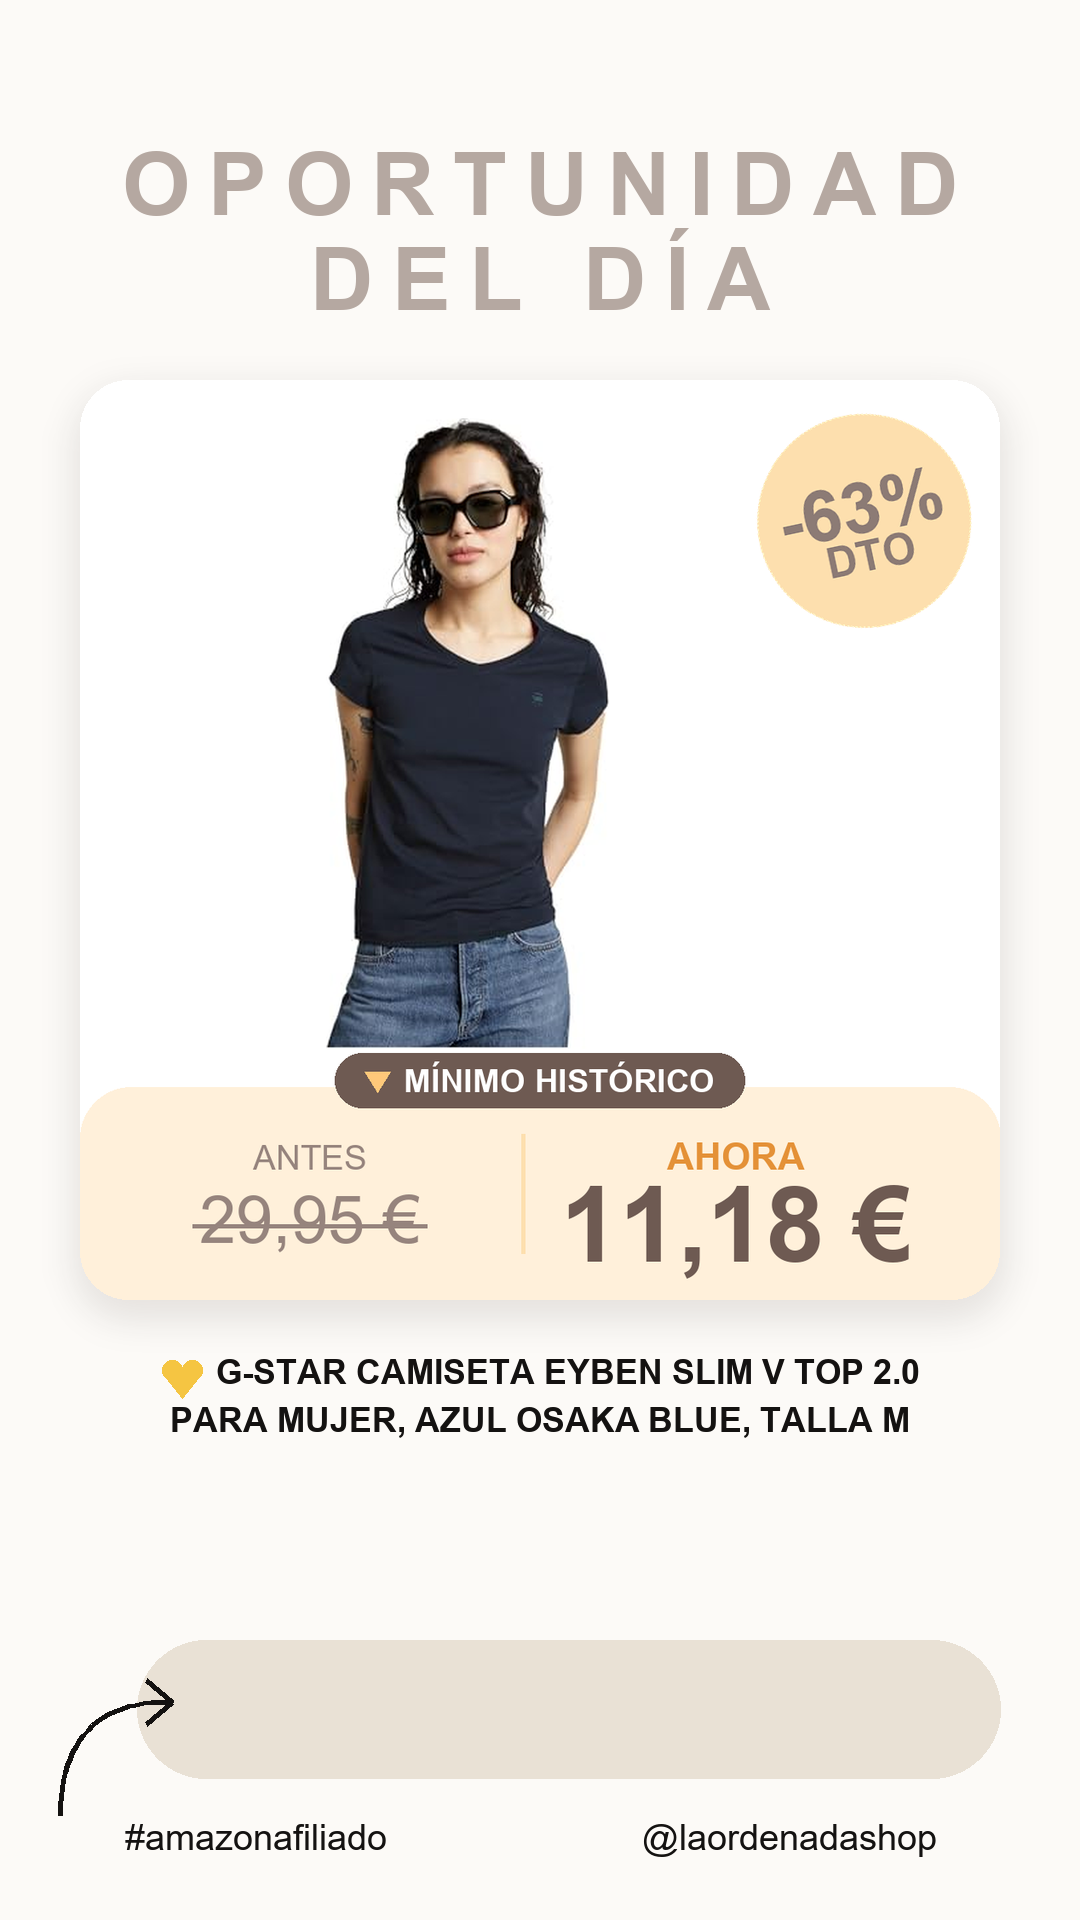 OPORTUNIDAD
DEL DÍA
-63%
DTO
MÍNIMO HISTÓRICO
ANTES
29,95 €
AHORA
11,18 €
G-STAR CAMISETA EYBEN SLIM V TOP 2.0
PARA MUJER, AZUL OSAKA BLUE, TALLA M
#amazonafiliado
@laordenadashop